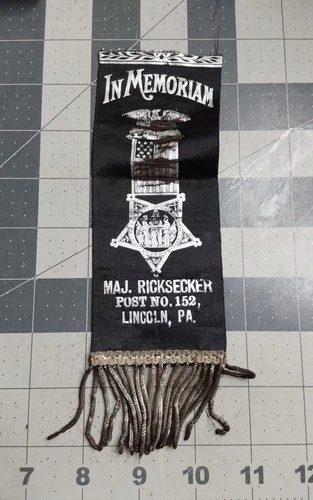 IN MEMORIAM
MAJ. RICKSECKER
POST NO. 152,
LINCOLN, PA.
7 8 9 10 11 12